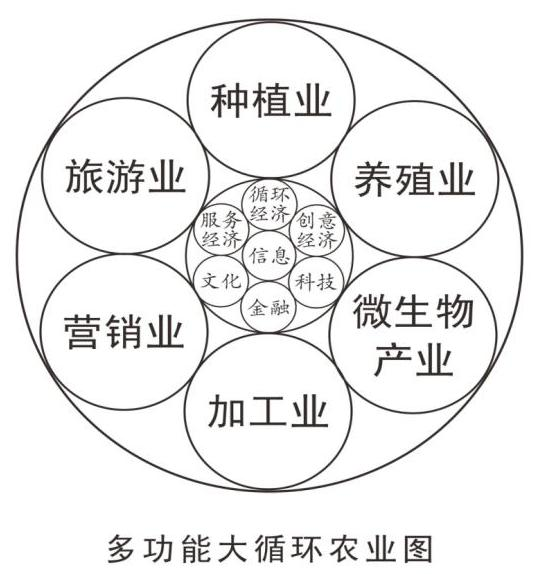 种植业
旅游业
养殖业
循环
经济
服务
经济
创意
经济
信息
文化
科技
金融
营销业
微生物
产业
加工业
多功能大循环农业图